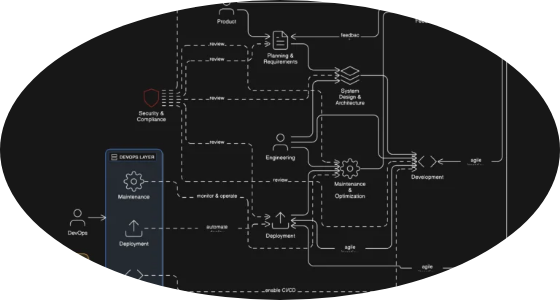 Product
feedbac
review
Planning &
Requirements
review
System
Design &
Architecture
review
Security &
Compliance
review
Engineering
DEVOPS LAYER
agile
Development
review
Maintenance
&
Optimization
Maintenance
monitor & operate
DevOps
automate
Deployment
Deployment
agile
agile
enable CI/CD